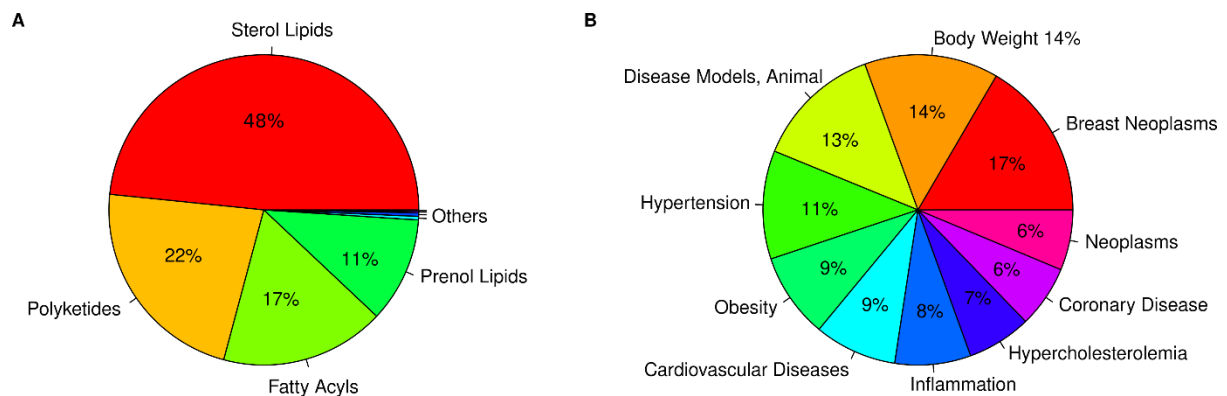 A
Sterol Lipids
48%
Others
22%
11%
Prenol Lipids
17%
Polyketides
Fatty Acyls
B
Body Weight 14%
Disease Models, Animal
14%
Breast Neoplasms
13%
17%
Hypertension
11%
6%
Neoplasms
9%
6%
Obesity
9%
8%
7%
Coronary Disease
Hypercholesterolemia
Cardiovascular Diseases
Inflammation